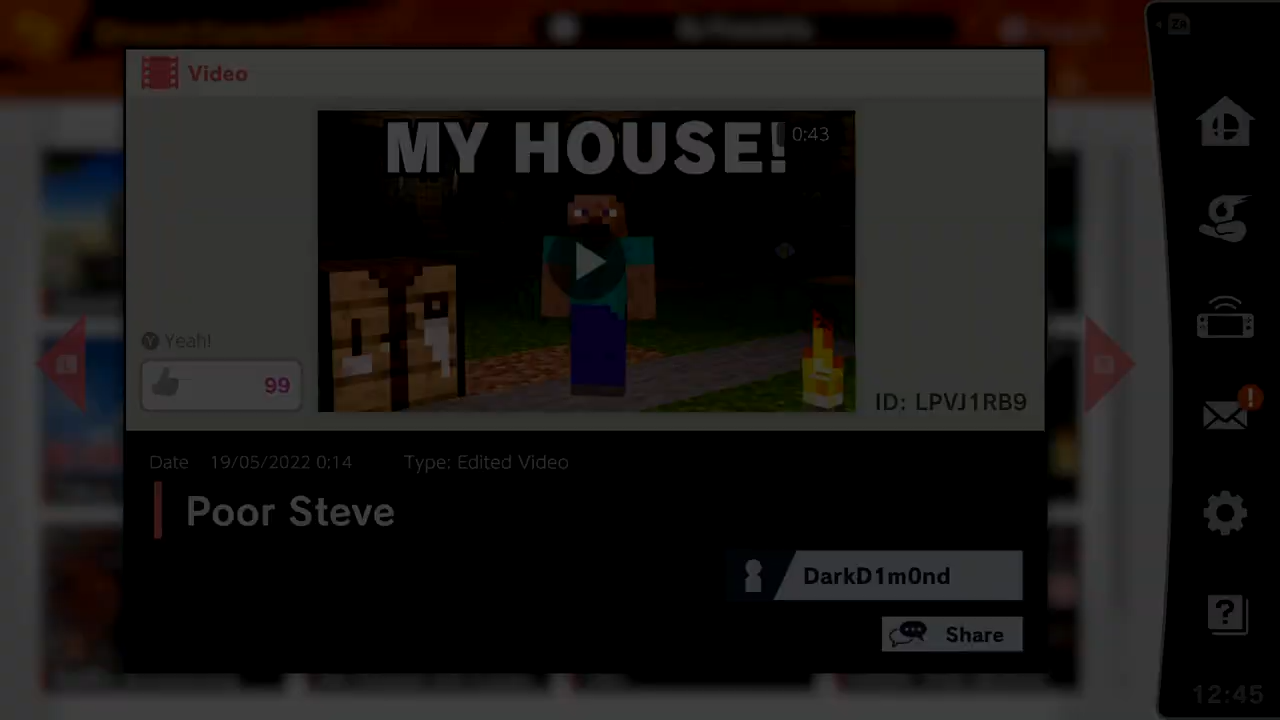 ZR
Video
MY HOUSE!
0:43
Y Yeah!
99
ID: LPVJ1RB9
Date 19/05/2022 0:14 Type: Edited Video
Poor Steve
DarkD1m0nd
Share
12:45